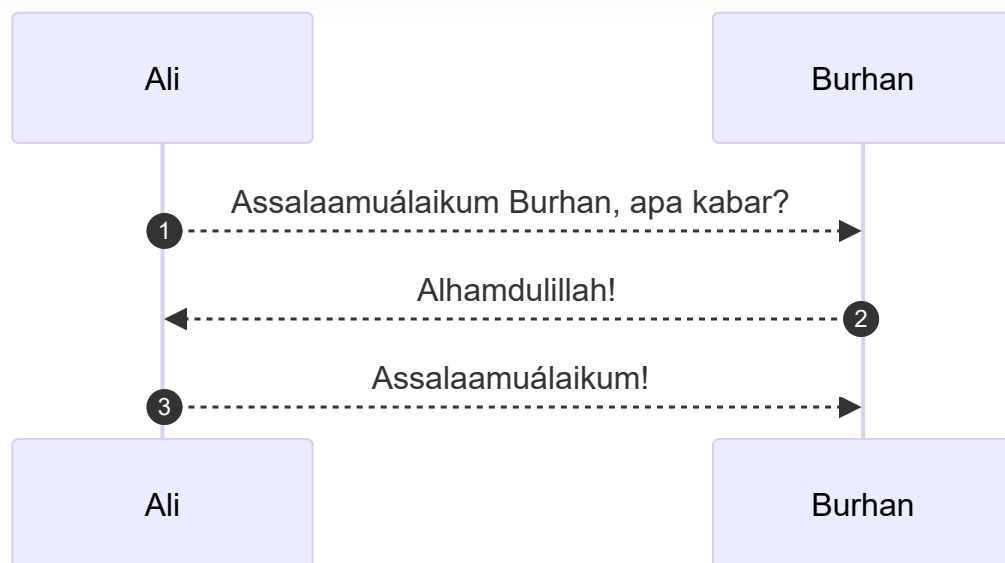 Ali
Burhan
Assalaamuálaikum Burhan, apa kabar?
1
Alhamdulillah!
2
Assalaamuálaikum!
3
Ali
Burhan